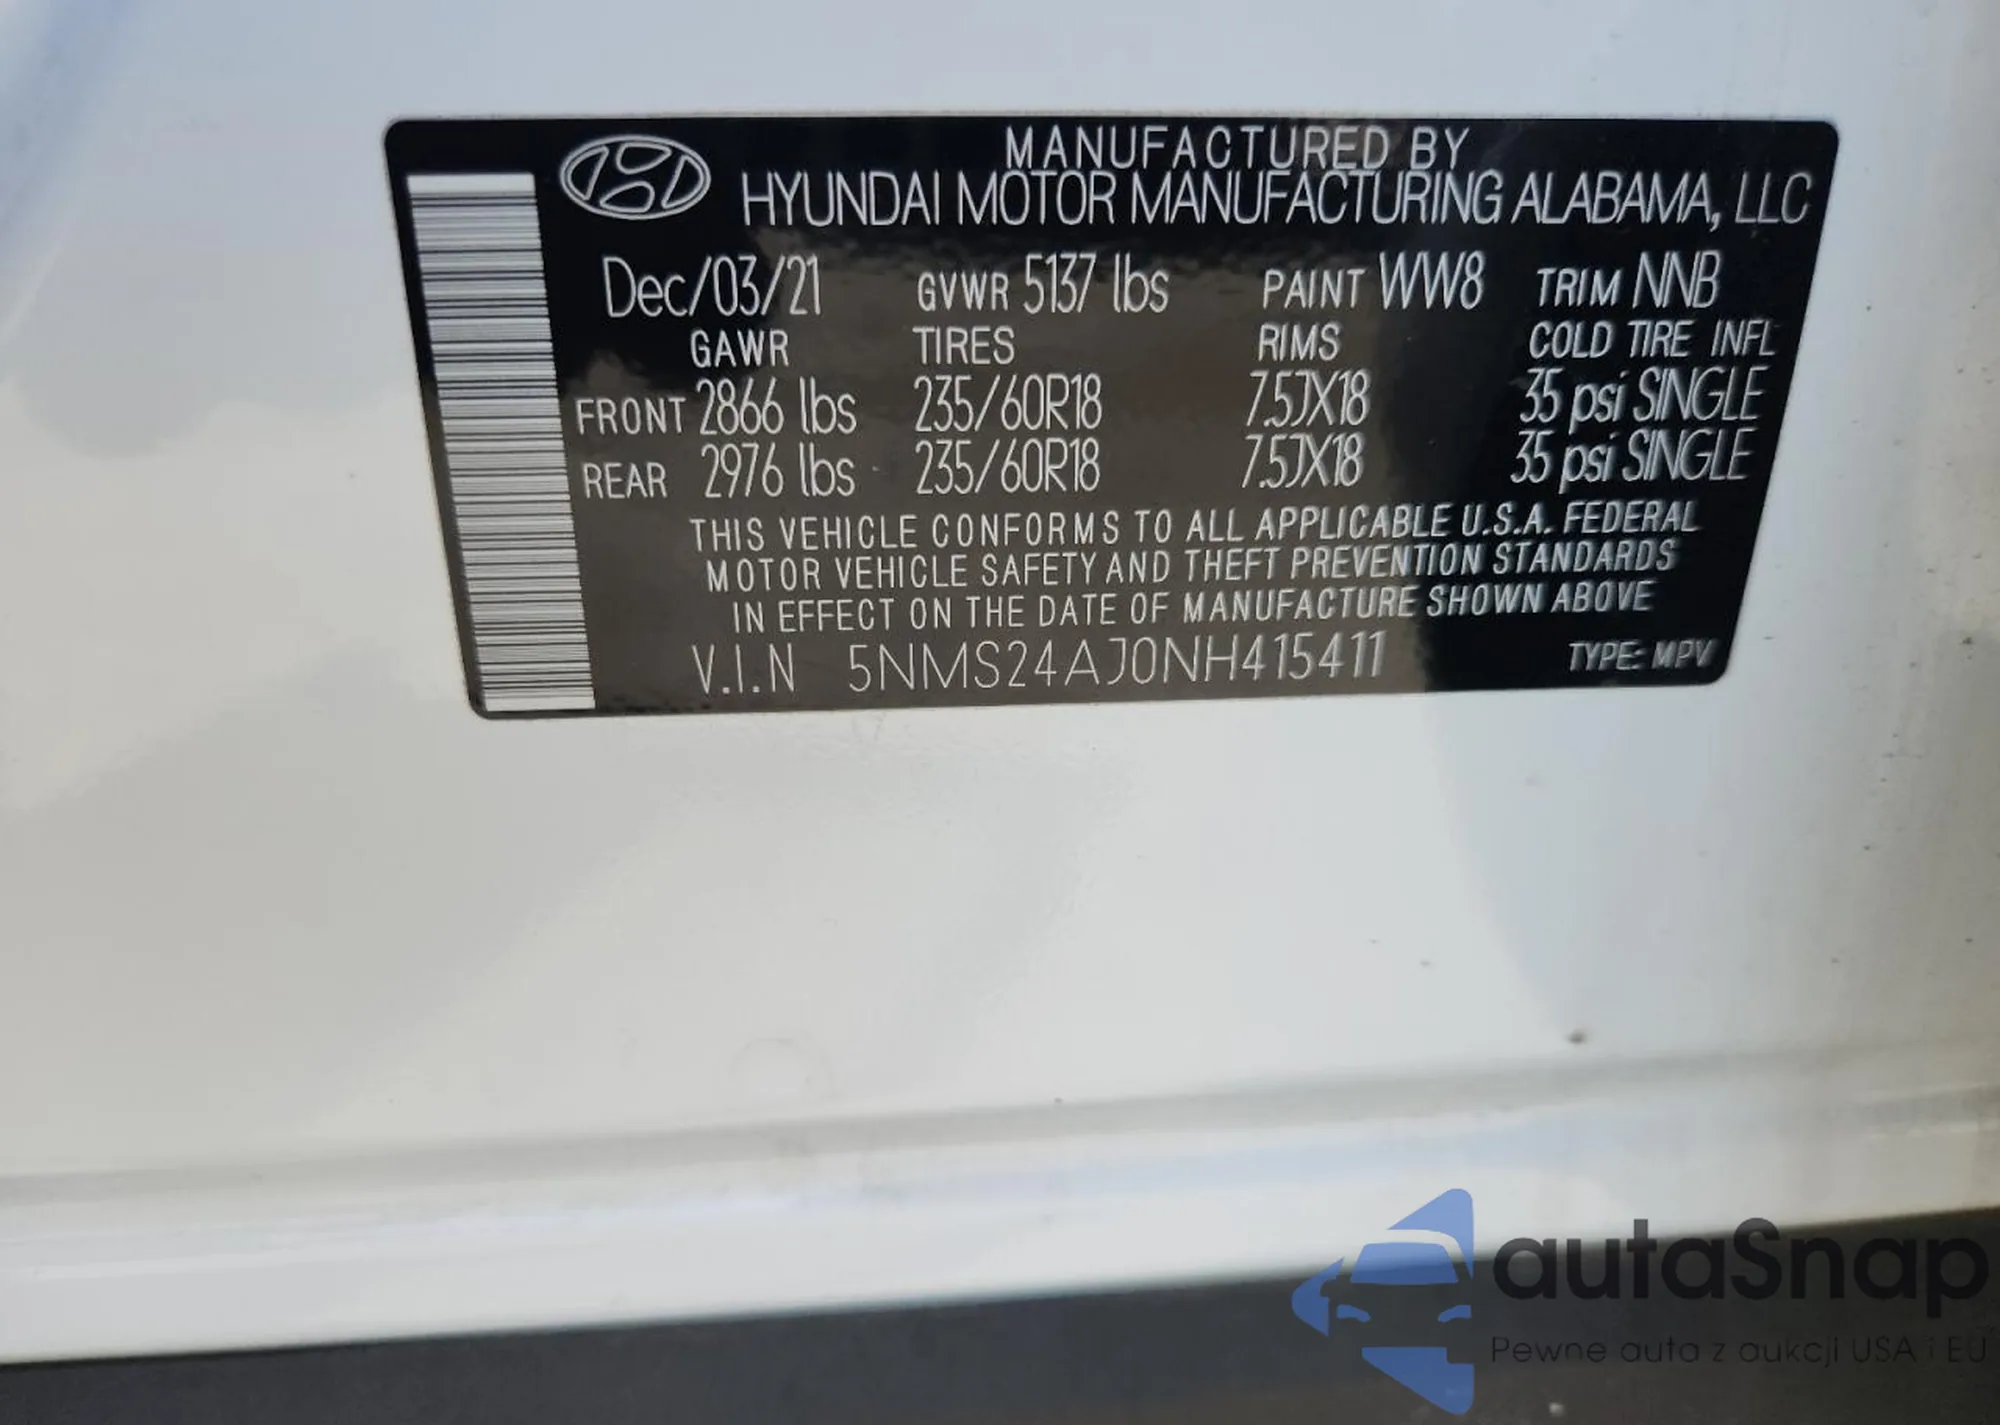 MANUFACTURED BY
HYUNDAI MOTOR MANUFACTURING ALABAMA, LLC
Dec/03/21 GVWR 5137 lbs PAINT WW8 TRIM NNB
GAWR TIRES RIMS COLD TIRE INFL
FRONT 2866 lbs 235/60R18 7.5JX18 35 psi SINGLE
REAR 2976 lbs 235/60R18 7.5JX18 35 psi SINGLE
THIS VEHICLE CONFORMS TO ALL APPLICABLE U.S.A. FEDERAL
MOTOR VEHICLE SAFETY AND THEFT PREVENTION STANDARDS
IN EFFECT ON THE DATE OF MANUFACTURE SHOWN ABOVE
V.I.N 5NMS24AJ0NH415411 TYPE: MPV
autaSnap
Pewne auta z aukcji USA i EU